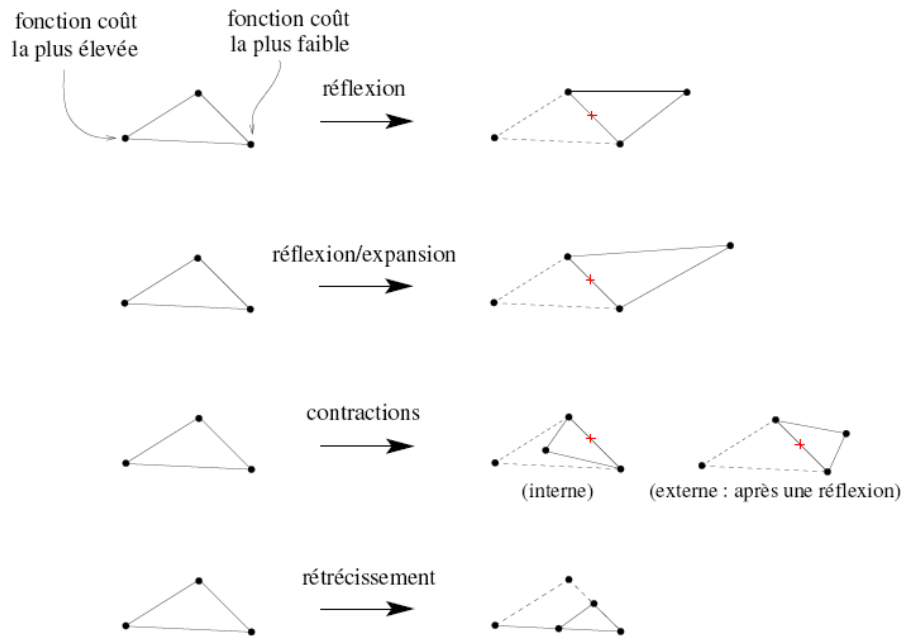 fonction coût
la plus élevée
fonction coût
la plus faible
réflexion
réflexion/expansion
contractions
(interne)
(externe : après une réflexion)
rétrécissement